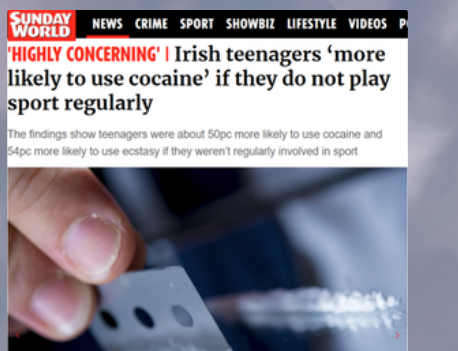 SUNDAY
WORLD
NEWS CRIME SPORT SHOWBIZ LIFESTYLE VIDEOS
'HIGHLY CONCERNING' | Irish teenagers ‘more
likely to use cocaine’ if they do not play
sport regularly
The findings show teenagers were about 50pc more likely to use cocaine and
54pc more likely to use ecstasy if they weren't regularly involved in sport